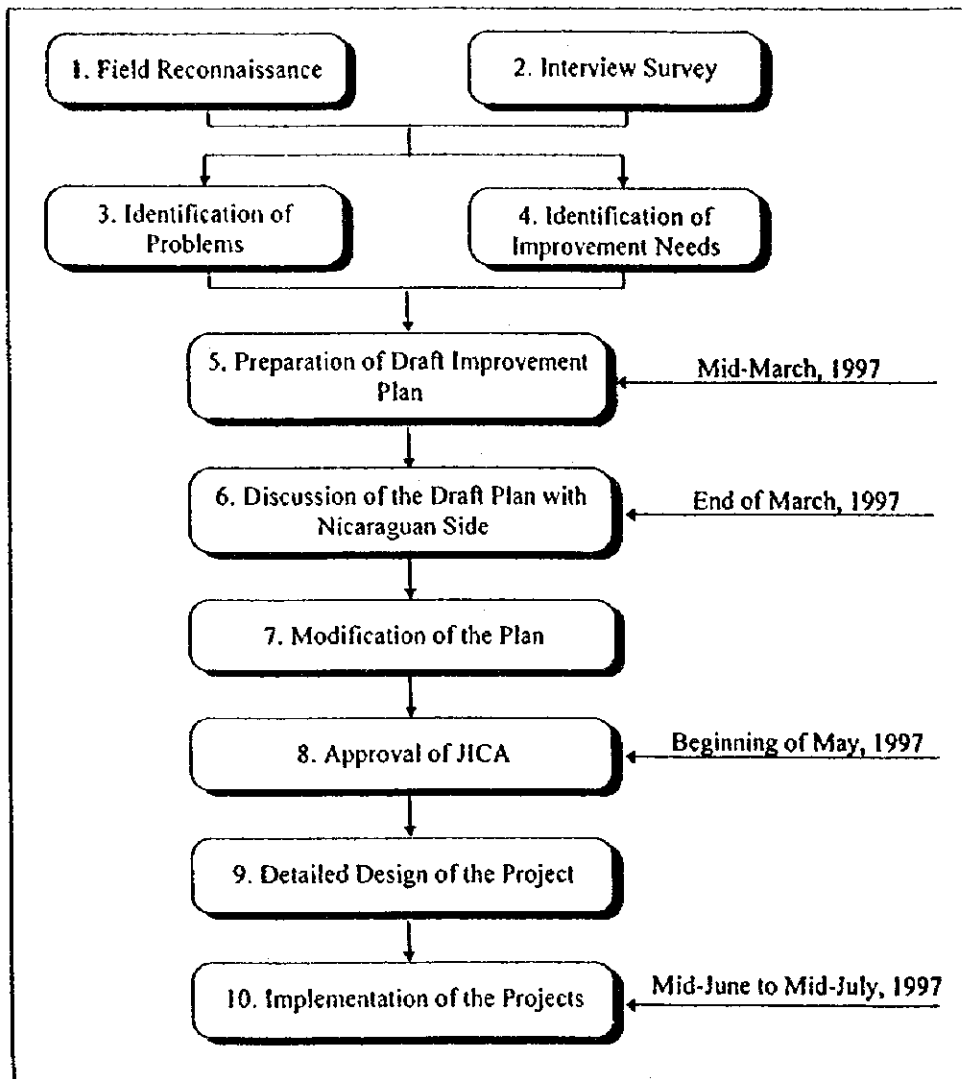 1. Field Reconnaissance
2. Interview Survey
3. Identification of
Problems
4. Identification of
Improvement Needs
5. Preparation of Draft Improvement
Plan
Mid-March, 1997
6. Discussion of the Draft Plan with
Nicaraguan Side
End of March, 1997
7. Modification of the Plan
8. Approval of JICA
Beginning of May, 1997
9. Detailed Design of the Project
10. Implementation of the Projects
Mid-June to Mid-July, 1997